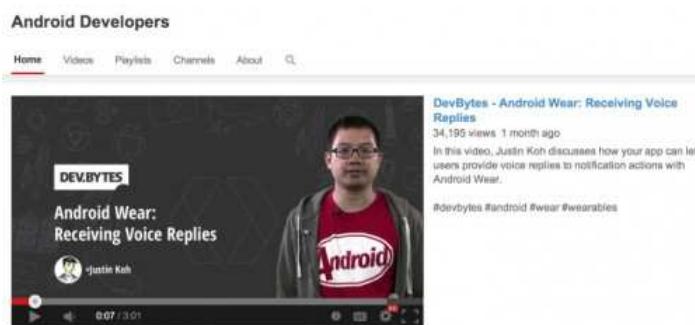 Android Developers
Home Videos Playlists Channels About
DevBytes - Android Wear: Receiving Voice
Replies
34,195 views 1 month ago
In this video, Justin Koh discusses how your app can le
users provide voice replies to notification actions with
Android Wear.
#devbytes #android #wear #wearables
DEV.BYTES
Android Wear:
Receiving Voice Replies
+Justin Koh
Android
0:07 / 3:01